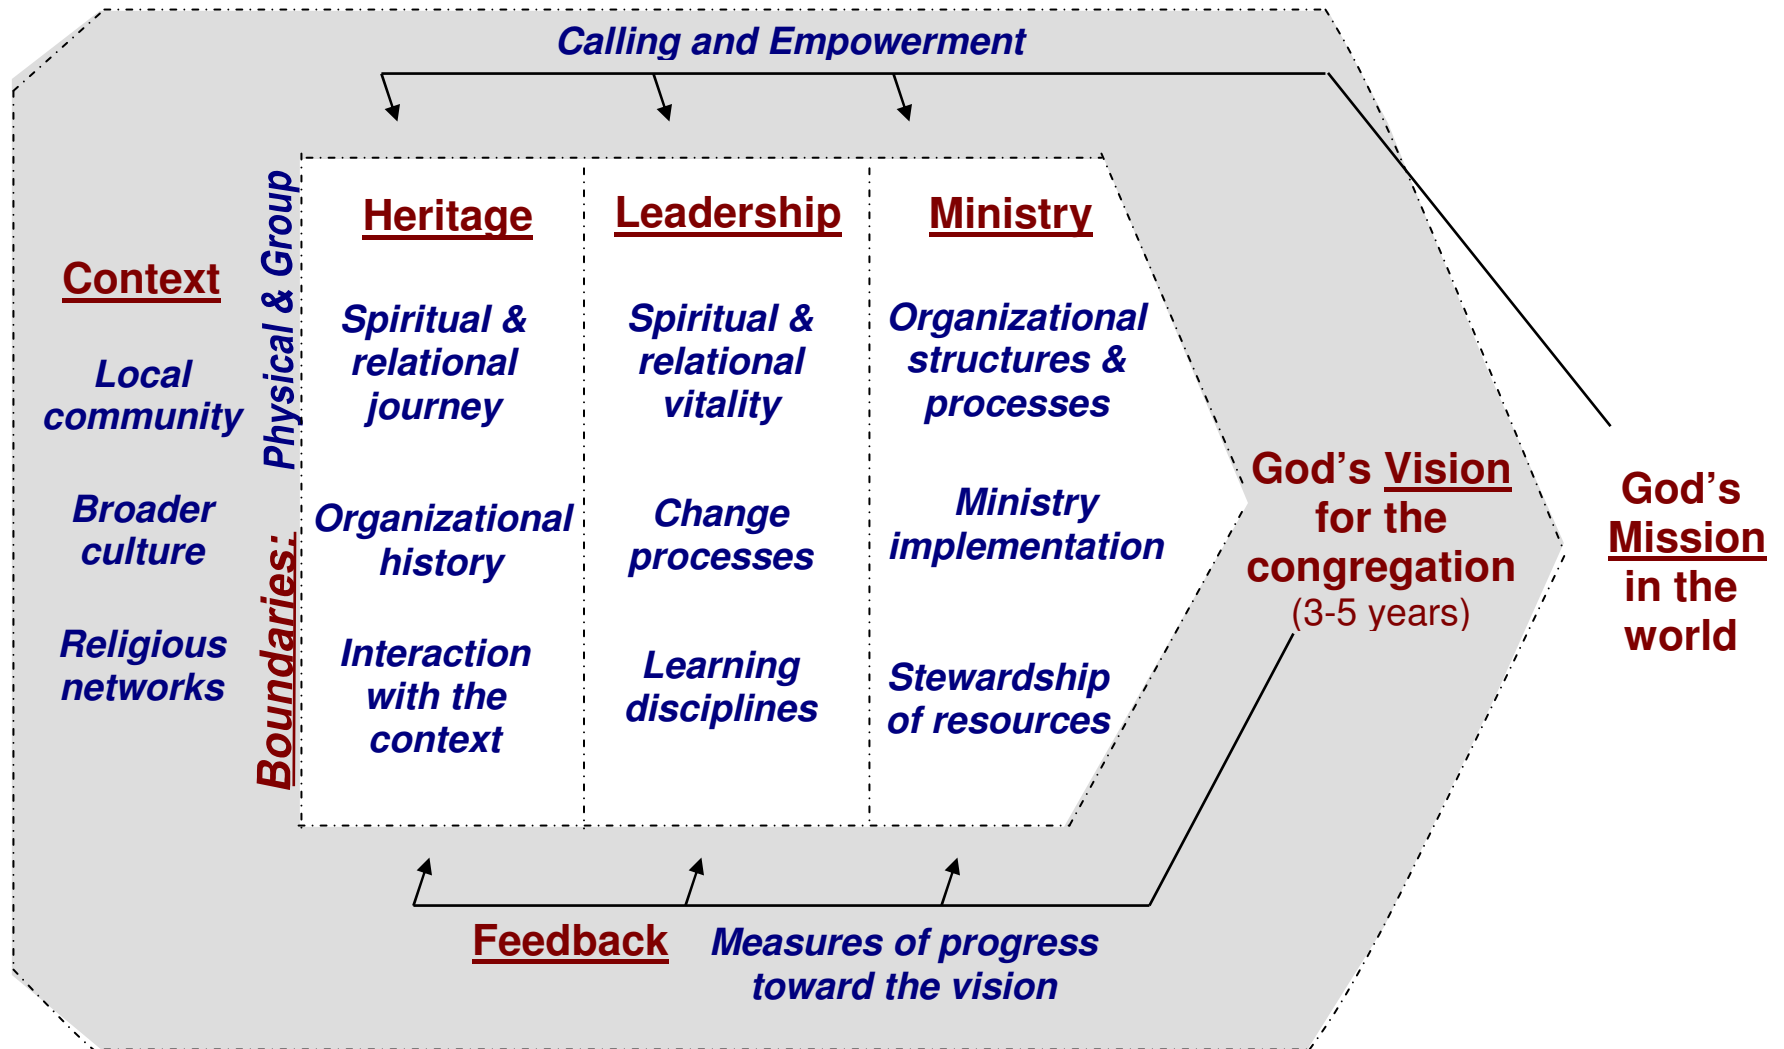 Calling and Empowerment
Context
Local
community
Broader
culture
Religious
networks
Boundaries: Physical & Group
Heritage
Spiritual &
relational
journey
Organizational
history
Interaction
with the
context
Leadership
Spiritual &
relational
vitality
Change
processes
Learning
disciplines
Ministry
Organizational
structures &
processes
Ministry
implementation
Stewardship
of resources
God’s Vision
for the
congregation
(3-5 years)
God’s
Mission
in the
world
Feedback
Measures of progress
toward the vision